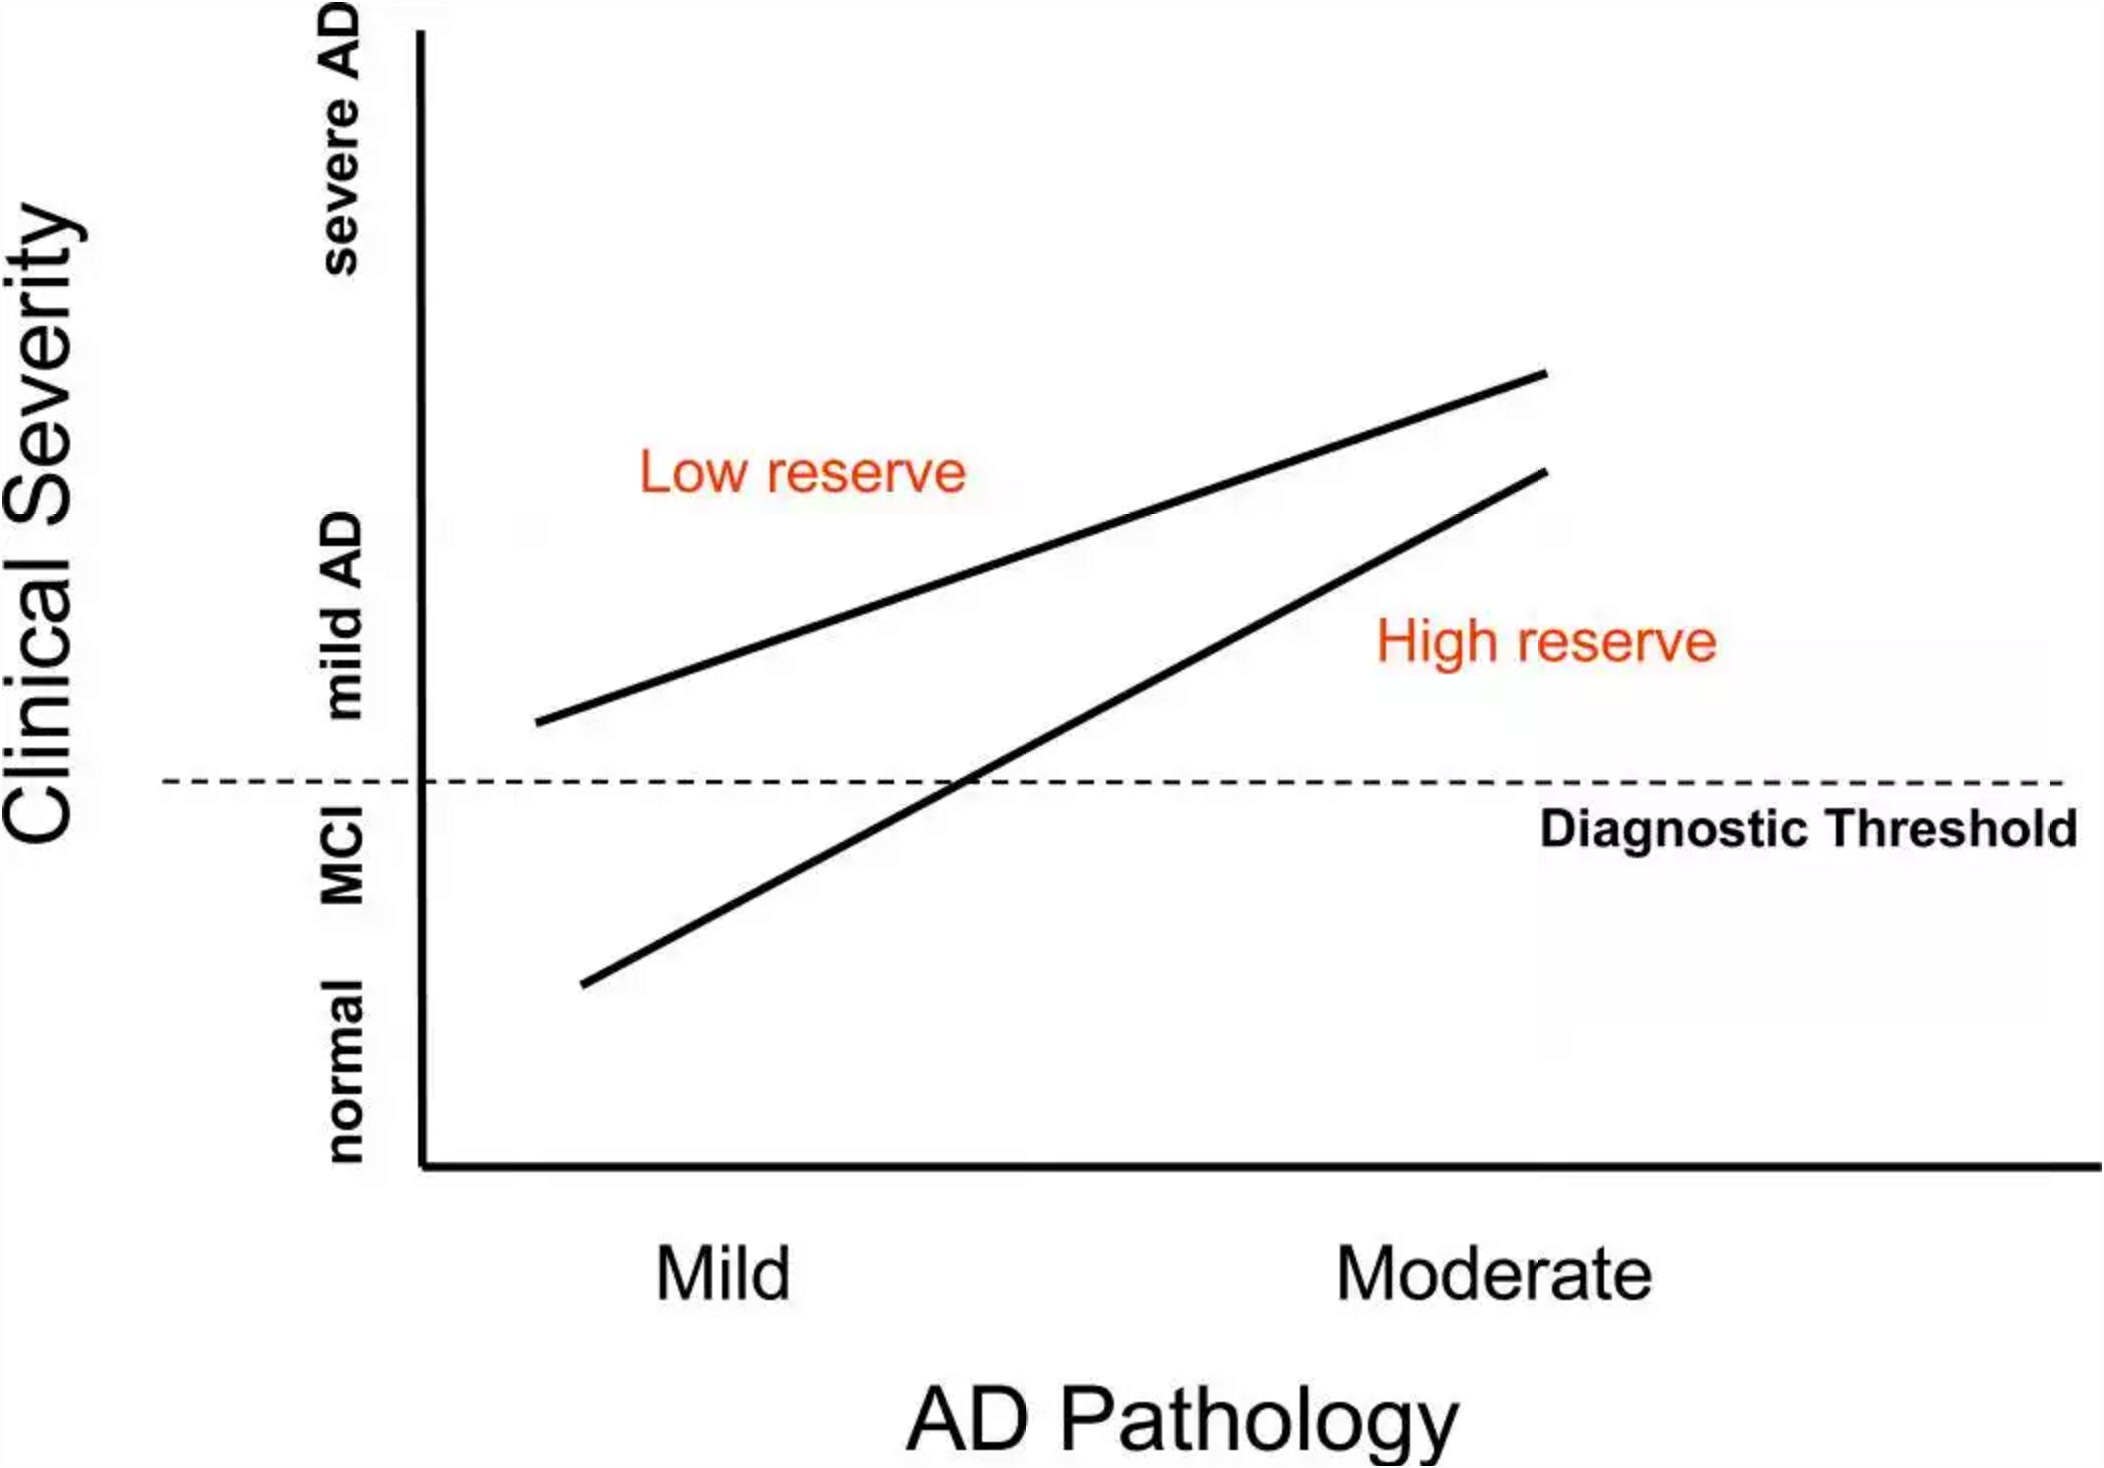 Clinical Severity
severe AD
mild AD
MCI
normal
Low reserve
High reserve
Diagnostic Threshold
Mild
Moderate
AD Pathology